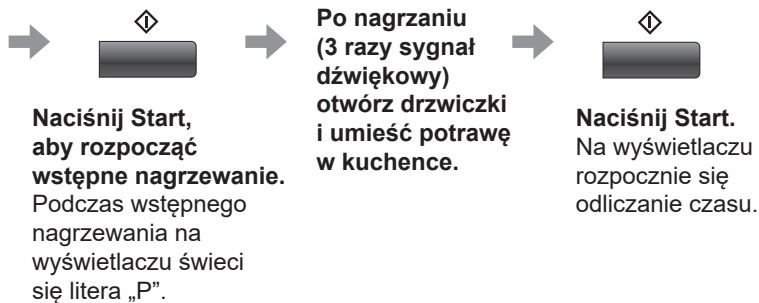 Naciśnij Start,
aby rozpocząć
wstępne nagrzewanie.
Podczas wstępnego
nagrzewania na
wyświetlaczu świeci
się litera „P”.
Po nagrzaniu
(3 razy sygnał
dźwiękowy)
otwórz drzwiczki
i umieść potrawę
w kuchence.
Naciśnij Start.
Na wyświetlaczu
rozpocznie się
odliczanie czasu.